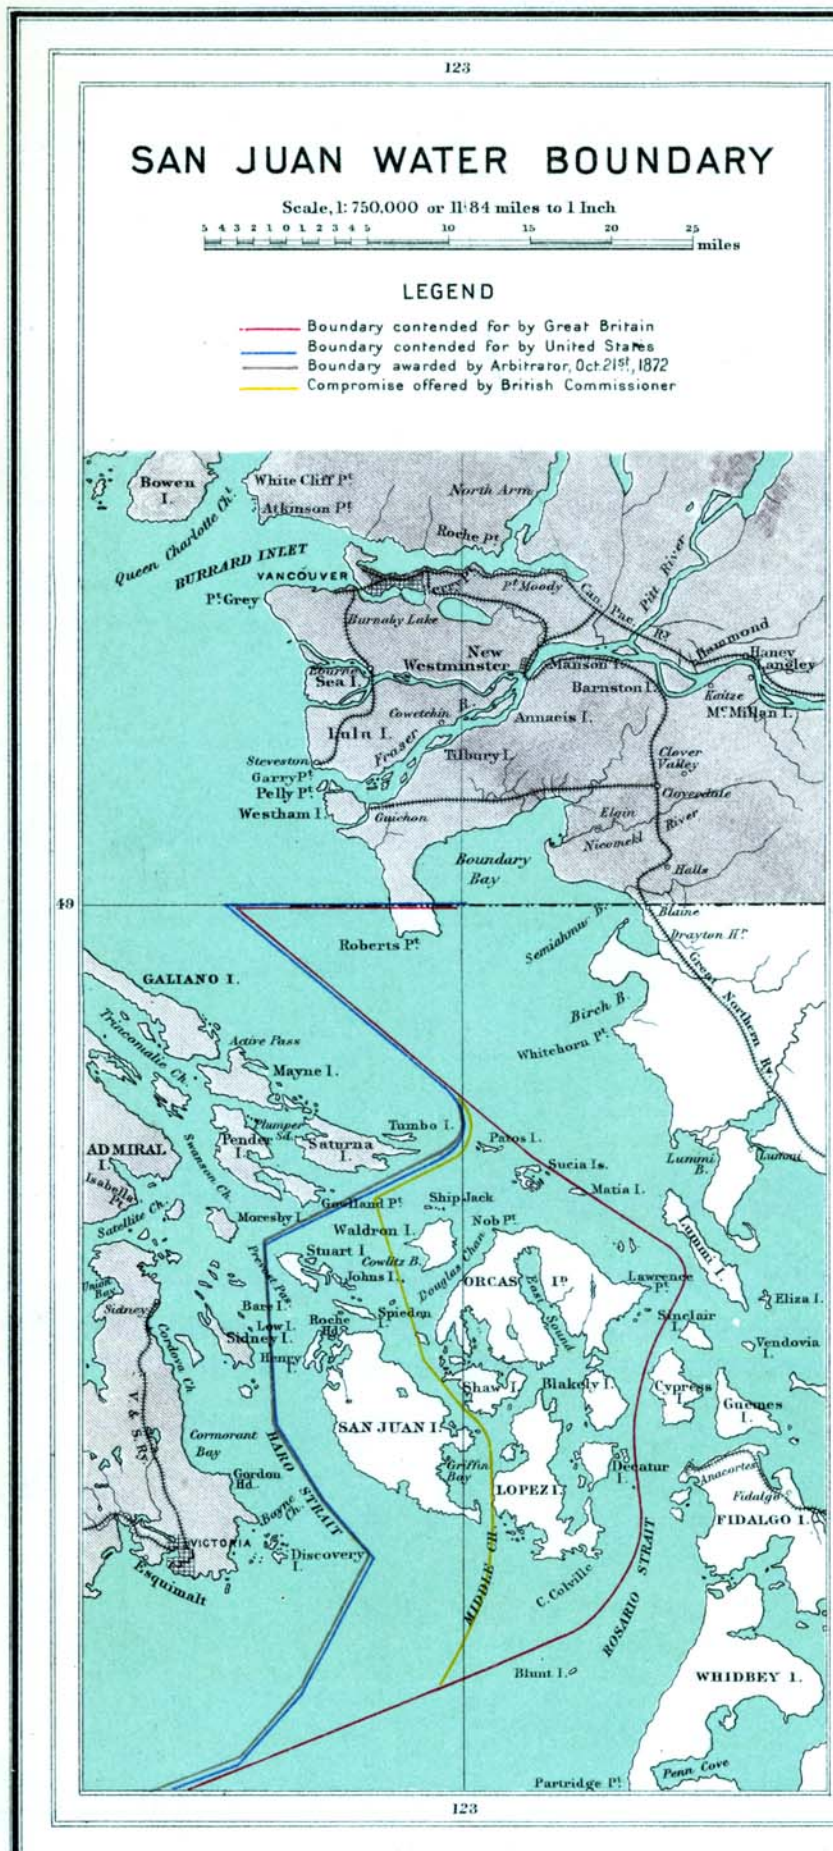 123
SAN JUAN WATER BOUNDARY
Scale, 1:750,000 or 11·84 miles to 1 Inch
5 4 3 2 1 0 1 2 3 4 5 10 15 20 25
miles
LEGEND
Boundary contended for by Great Britain
Boundary contended for by United States
Boundary awarded by Arbitrator, Oct. 21st, 1872
Compromise offered by British Commissioner
Bowen I.
White Cliff Pt.
Atkinson Pt.
North Arm
Queen Charlotte Cht.
Roche Pt.
BURRARD INLET
Pitt River
VANCOUVER
Pt. Moody
Can. Pac. Ry.
Pt. Grey
Burnaby Lake
Hammond
New Westminster
Haney
Langley
Manson I.
Sea I.
Barnston I.
Kaitze
Cowetchin
McMillan I.
Annacis I.
Lulu I.
Fraser R.
Tilbury I.
Clover Valley
Steveston
Garry Pt.
Pelly Pt.
Cloverdale
Westham I.
Guichon
Elgin
Nicomekl River
Boundary Bay
Halls
49
Blaine
Semiahmu B.
Drayton Hr.
Roberts Pt.
GALIANO I.
Great Northern Ry.
Birch B.
Trincomalie Ch.
Active Pass
Whitehorn Pt.
Mayne I.
Tumbo I.
Plumper Sd.
ADMIRAL I.
Pender I.
Saturna I.
Patos I.
Swanson Ch.
Sucia Is.
Lummi B.
Lummi
Isabella Pt.
Matia I.
Gowlland Pt.
Ship Jack
Satellite Ch.
Moresby I.
Waldron I.
Nob Pt.
Lummi I.
Prevost Pas.
Stuart I.
Cowlitz B.
Douglas Chan.
Union Bay
Johns I.
ORCAS ID.
East Sound
Lawrence Pt.
Eliza I.
Sidney
Bare I.
Spieden I.
Low I.
Roche Hd.
Sinclair I.
Sidney I.
Cordova Ch
Henry I.
Vendovia I.
Shaw I.
Blakely I.
Cypress I.
Guemes I.
V. & S. Ry.
SAN JUAN I.
Cormorant Bay
HARO STRAIT
Griffin Bay
Decatur I.
Anacortes
Gordon Hd.
LOPEZ I.
Fidalgo
FIDALGO I.
Bayne Ch.
VICTORIA
Discovery I.
Esquimalt
MIDDLE CH.
C. Colville
ROSARIO STRAIT
Blunt I.
WHIDBEY I.
Penn Cove
Partridge Pt.
123